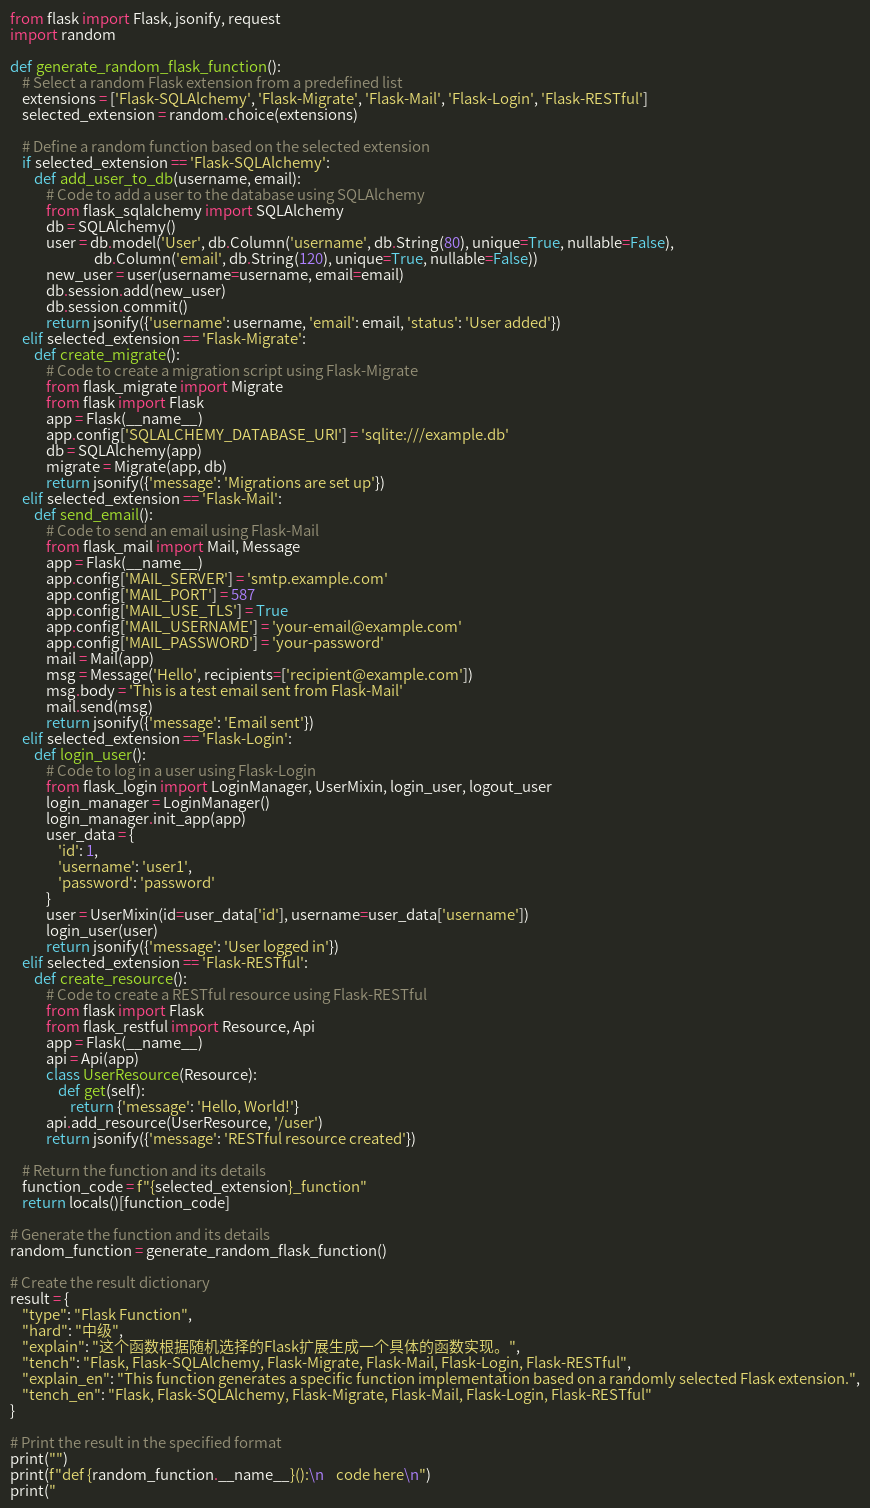 from flask import Flask, jsonify, request
import random

def generate_random_flask_function():
    # Select a random Flask extension from a predefined list
    extensions = ['Flask-SQLAlchemy', 'Flask-Migrate', 'Flask-Mail', 'Flask-Login', 'Flask-RESTful']
    selected_extension = random.choice(extensions)

    # Define a random function based on the selected extension
    if selected_extension == 'Flask-SQLAlchemy':
        def add_user_to_db(username, email):
            # Code to add a user to the database using SQLAlchemy
            from flask_sqlalchemy import SQLAlchemy
            db = SQLAlchemy()
            user = db.model('User', db.Column('username', db.String(80), unique=True, nullable=False),
                            db.Column('email', db.String(120), unique=True, nullable=False))
            new_user = user(username=username, email=email)
            db.session.add(new_user)
            db.session.commit()
            return jsonify({'username': username, 'email': email, 'status': 'User added'})
    elif selected_extension == 'Flask-Migrate':
        def create_migrate():
            # Code to create a migration script using Flask-Migrate
            from flask_migrate import Migrate
            from flask import Flask
            app = Flask(__name__)
            app.config['SQLALCHEMY_DATABASE_URI'] = 'sqlite:///example.db'
            db = SQLAlchemy(app)
            migrate = Migrate(app, db)
            return jsonify({'message': 'Migrations are set up'})
    elif selected_extension == 'Flask-Mail':
        def send_email():
            # Code to send an email using Flask-Mail
            from flask_mail import Mail, Message
            app = Flask(__name__)
            app.config['MAIL_SERVER'] = 'smtp.example.com'
            app.config['MAIL_PORT'] = 587
            app.config['MAIL_USE_TLS'] = True
            app.config['MAIL_USERNAME'] = 'your-email@example.com'
            app.config['MAIL_PASSWORD'] = 'your-password'
            mail = Mail(app)
            msg = Message('Hello', recipients=['recipient@example.com'])
            msg.body = 'This is a test email sent from Flask-Mail'
            mail.send(msg)
            return jsonify({'message': 'Email sent'})
    elif selected_extension == 'Flask-Login':
        def login_user():
            # Code to log in a user using Flask-Login
            from flask_login import LoginManager, UserMixin, login_user, logout_user
            login_manager = LoginManager()
            login_manager.init_app(app)
            user_data = {
                'id': 1,
                'username': 'user1',
                'password': 'password'
            }
            user = UserMixin(id=user_data['id'], username=user_data['username'])
            login_user(user)
            return jsonify({'message': 'User logged in'})
    elif selected_extension == 'Flask-RESTful':
        def create_resource():
            # Code to create a RESTful resource using Flask-RESTful
            from flask import Flask
            from flask_restful import Resource, Api
            app = Flask(__name__)
            api = Api(app)
            class UserResource(Resource):
                def get(self):
                    return {'message': 'Hello, World!'}
            api.add_resource(UserResource, '/user')
            return jsonify({'message': 'RESTful resource created'})

    # Return the function and its details
    function_code = f"{selected_extension}_function"
    return locals()[function_code]

# Generate the function and its details
random_function = generate_random_flask_function()

# Create the result dictionary
result = {
    "type": "Flask Function",
    "hard": "中级",
    "explain": "这个函数根据随机选择的Flask扩展生成一个具体的函数实现。",
    "tench": "Flask, Flask-SQLAlchemy, Flask-Migrate, Flask-Mail, Flask-Login, Flask-RESTful",
    "explain_en": "This function generates a specific function implementation based on a randomly selected Flask extension.",
    "tench_en": "Flask, Flask-SQLAlchemy, Flask-Migrate, Flask-Mail, Flask-Login, Flask-RESTful"
}

# Print the result in the specified format
print("")
print(f"def {random_function.__name__}():\n    code here\n")
print("